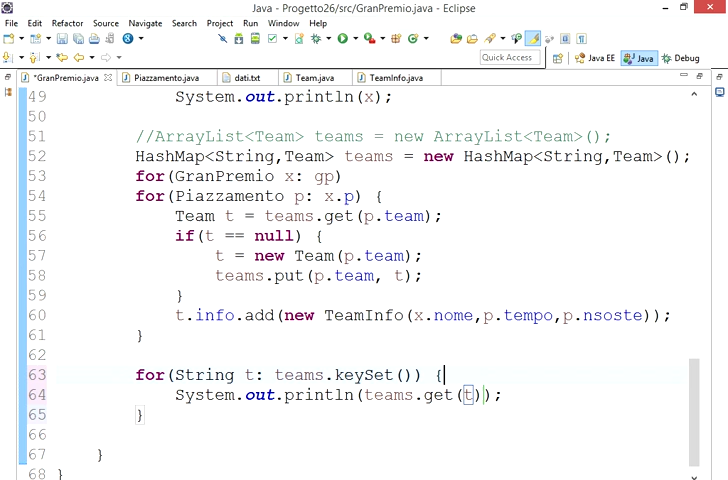 Java - Progetto26/src/GranPremio.java - Eclipse
File Edit Refactor Source Navigate Search Project Run Window Help
Quick Access Java EE Java Debug
*GranPremio.java Piazzamento.java dati.txt Team.java TeamInfo.java
49 System.out.println(x);
50
51 //ArrayList<Team> teams = new ArrayList<Team>();
52 HashMap<String,Team> teams = new HashMap<String,Team>();
53 for(GranPremio x: gp)
54 for(Piazzamento p: x.p) {
55 Team t = teams.get(p.team);
56 if(t == null) {
57 t = new Team(p.team);
58 teams.put(p.team, t);
59 }
60 t.info.add(new TeamInfo(x.nome,p.tempo,p.nsoste));
61 }
62
63 for(String t: teams.keySet()) {
64 System.out.println(teams.get(t));
65 }
66
67 }
68 }